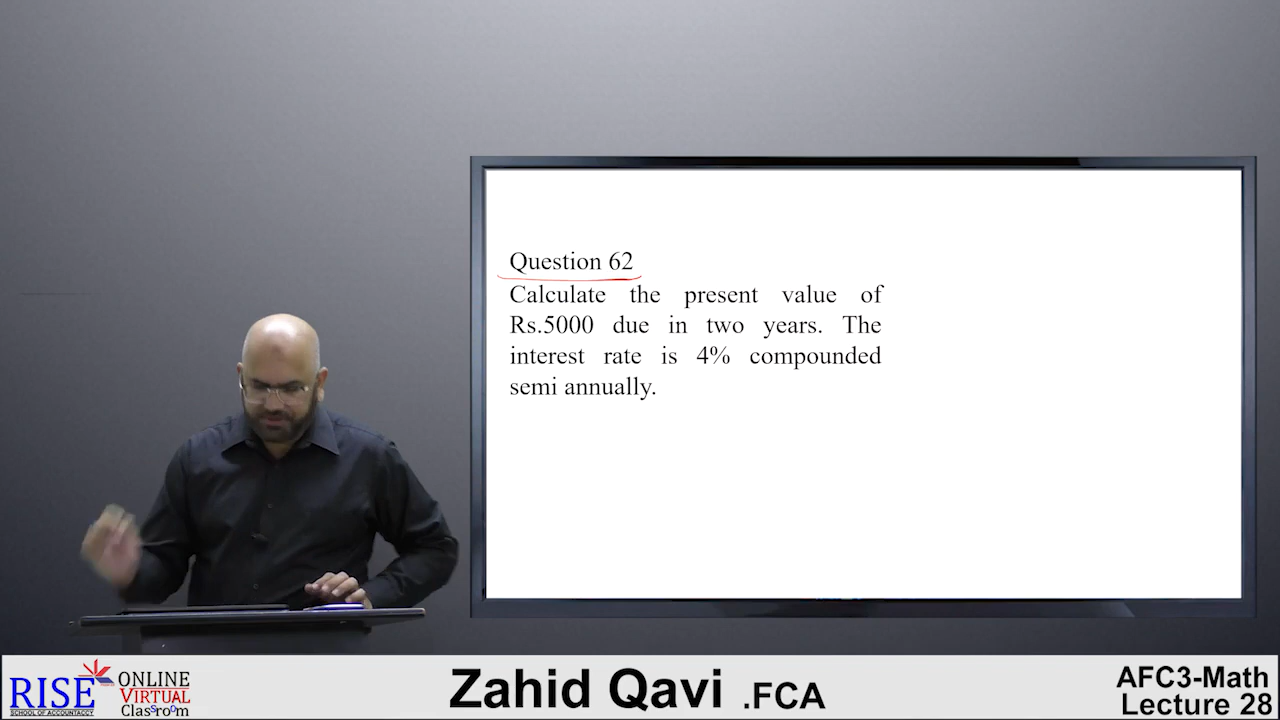 Question 62
Calculate the present value of
Rs.5000 due in two years. The
interest rate is 4% compounded
semi annually.
RISE
SCHOOL OF ACCOUNTACY
ONLINE
VIRTUAL
Classroom
Zahid Qavi .FCA
AFC3-Math
Lecture 28